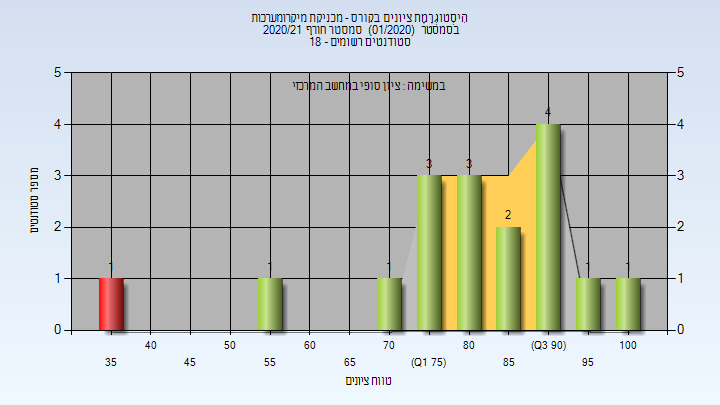 היסטוגרמת ציונים בקורס - מכניקת מיקרומערכות
בסמסטר (01/2020) סמסטר חורף 2020/21
סטודנטים רשומים - 18
במשימה : ציון סופי במחשב המרכזי
מספר סטודנטים
5 5
4 4
3 3
2 2
1 1
0 0
1 1 1 3 3 2 4 1 1
40 50 60 70 80 (Q3 90) 100
35 45 55 65 (Q1 75) 85 95
טווח ציונים